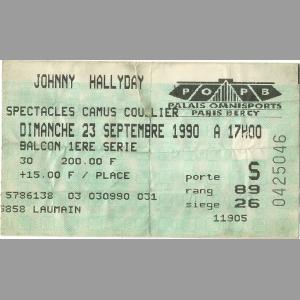 JOHNNY HALLYDAY
P O P B
PALAIS OMNISPORTS
PARIS BERCY
SPECTACLES CAMUS COULLIER
DIMANCHE 23 SEPTEMBRE 1990 A 17H00
BALCON 1ERE SERIE
30 200.00 F
+15.00 F / PLACE
porte S
rang 89
siege 26
5786138 03 030990 031
6858 LAUMAIN
11905
0425046